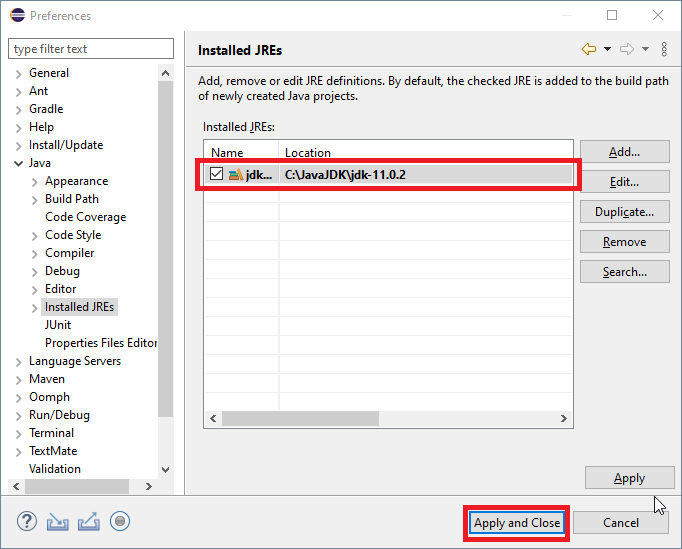 Preferences
type filter text
General
Ant
Gradle
Help
Install/Update
Java
Appearance
Build Path
Code Coverage
Code Style
Compiler
Debug
Editor
Installed JREs
JUnit
Properties Files Editor
Language Servers
Maven
Oomph
Run/Debug
Terminal
TextMate
Validation
Installed JREs
Add, remove or edit JRE definitions. By default, the checked JRE is added to the build path
of newly created Java projects.
Installed JREs:
Name Location
jdk... C:\JavaJDK\jdk-11.0.2
Add...
Edit...
Duplicate...
Remove
Search...
Apply
Apply and Close
Cancel